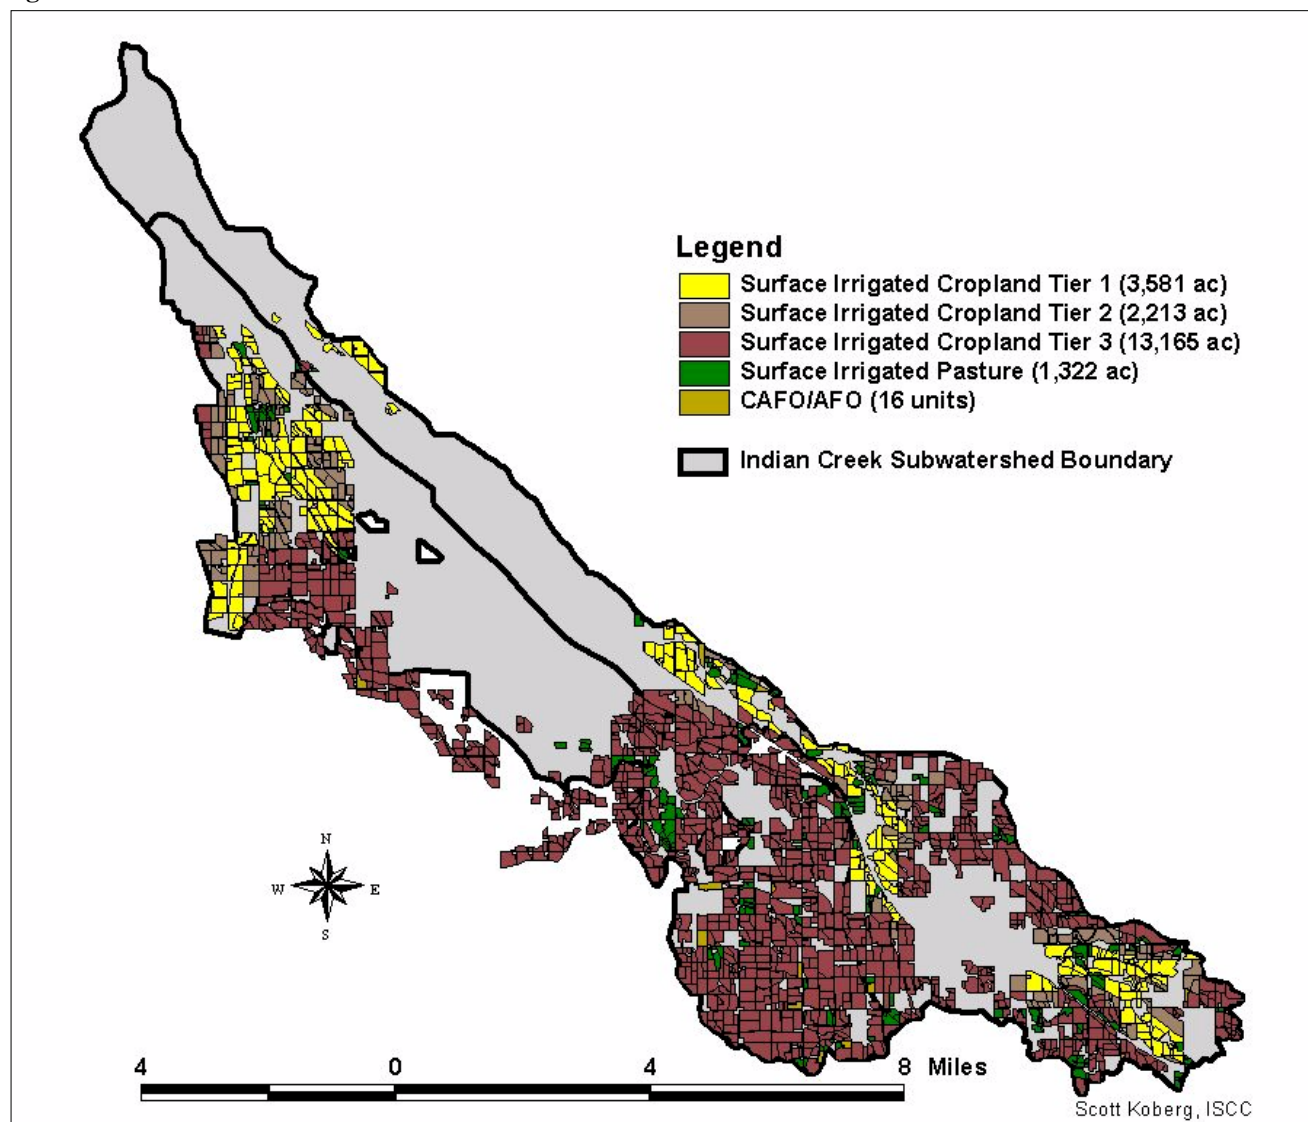 Legend
Surface Irrigated Cropland Tier 1 (3,581 ac)
Surface Irrigated Cropland Tier 2 (2,213 ac)
Surface Irrigated Cropland Tier 3 (13,165 ac)
Surface Irrigated Pasture (1,322 ac)
CAFO/AFO (16 units)
Indian Creek Subwatershed Boundary
N
W E
S
4 0 4 8 Miles
Scott Koberg, ISCC